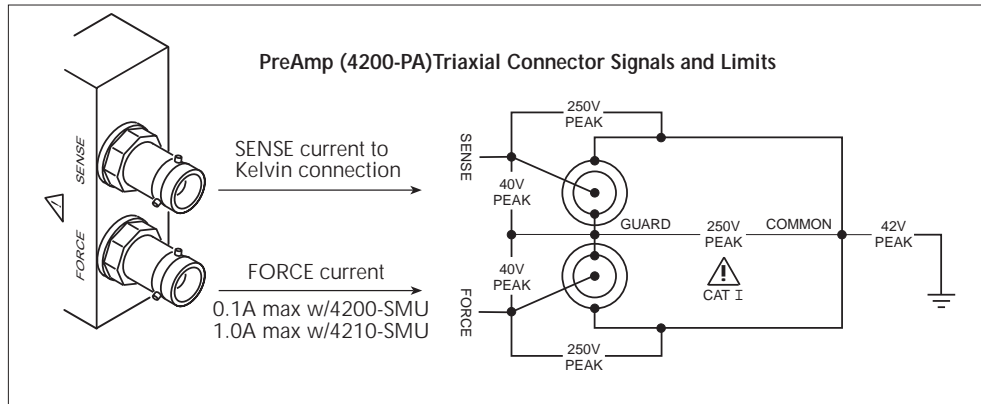 PreAmp (4200-PA)Triaxial Connector Signals and Limits
SENSE
FORCE
SENSE current to
Kelvin connection
FORCE current
0.1A max w/4200-SMU
1.0A max w/4210-SMU
SENSE
FORCE
250V
PEAK
40V
PEAK
GUARD
250V
PEAK
COMMON
42V
PEAK
40V
PEAK
CAT I
250V
PEAK